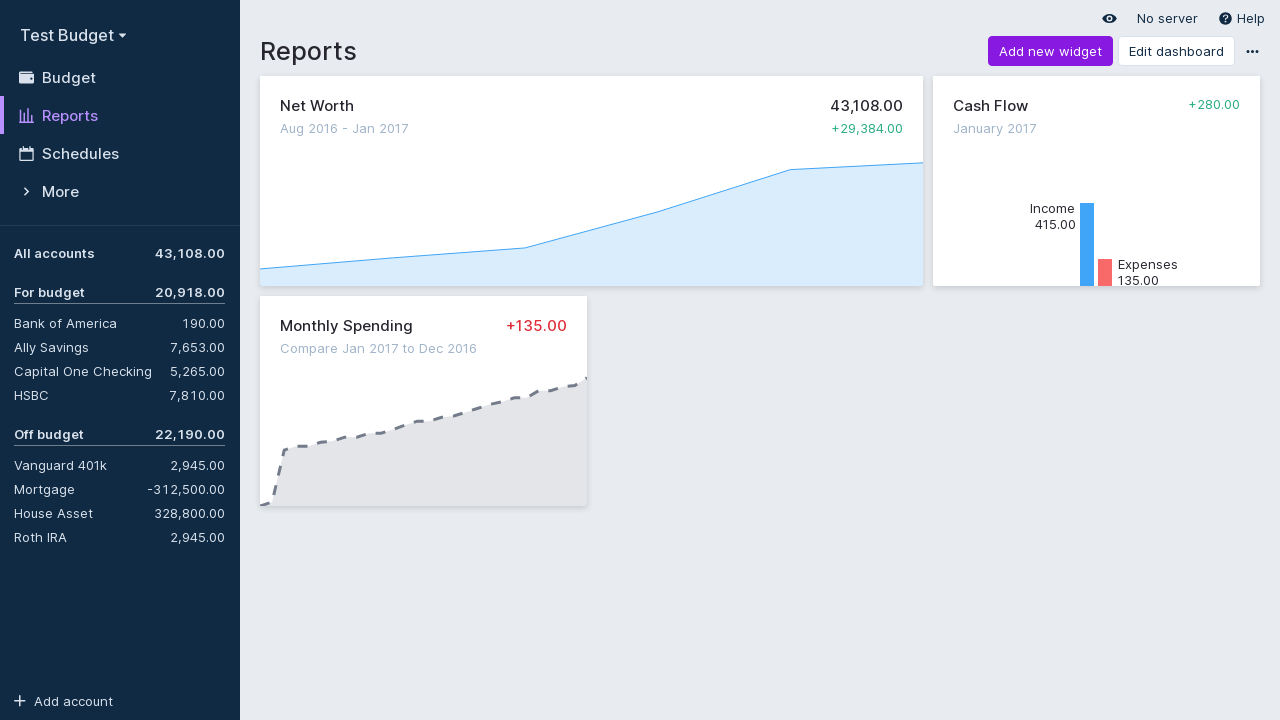 Test Budget
Budget
Reports
Schedules
More
All accounts 43,108.00
For budget 20,918.00
Bank of America 190.00
Ally Savings 7,653.00
Capital One Checking 5,265.00
HSBC 7,810.00
Off budget 22,190.00
Vanguard 401k 2,945.00
Mortgage -312,500.00
House Asset 328,800.00
Roth IRA 2,945.00
Add account
No server Help
Reports
Add new widget Edit dashboard
Net Worth 43,108.00
Aug 2016 - Jan 2017 +29,384.00
Cash Flow +280.00
January 2017
Income
415.00
Expenses
135.00
Monthly Spending +135.00
Compare Jan 2017 to Dec 2016